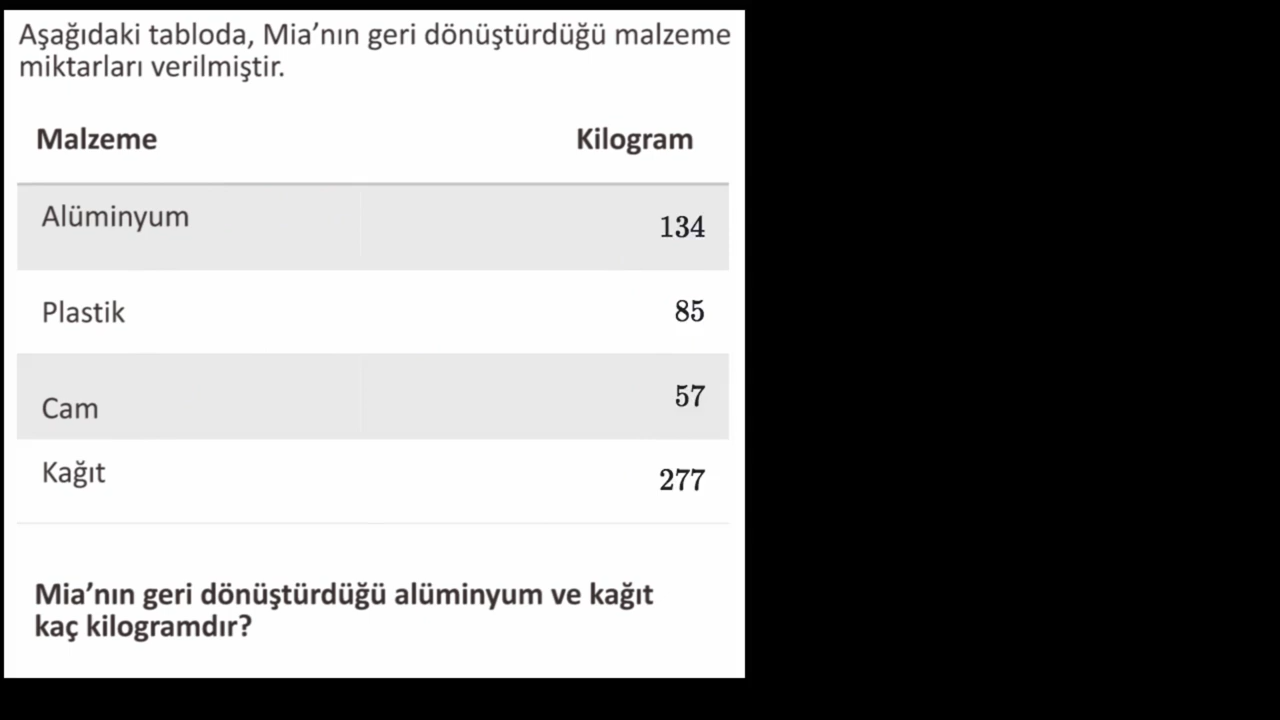 Aşağıdaki tabloda, Mia’nın geri dönüştürdüğü malzeme
miktarları verilmiştir.
Malzeme Kilogram
Alüminyum 134
Plastik 85
Cam 57
Kağıt 277
Mia’nın geri dönüştürdüğü alüminyum ve kağıt
kaç kilogramdır?